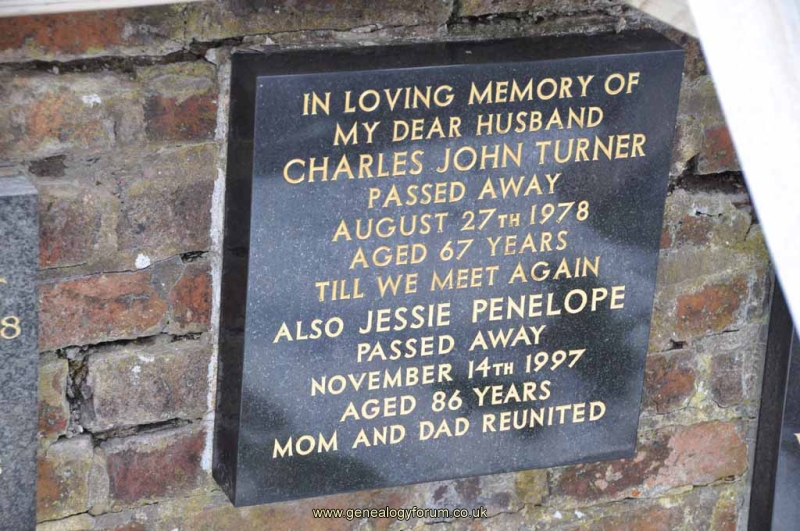 IN LOVING MEMORY OF
MY DEAR HUSBAND
CHARLES JOHN TURNER
PASSED AWAY
AUGUST 27TH 1978
AGED 67 YEARS
TILL WE MEET AGAIN
ALSO JESSIE PENELOPE
PASSED AWAY
NOVEMBER 14TH 1997
AGED 86 YEARS
MOM AND DAD REUNITED
8
www.genealogyforum.co.uk